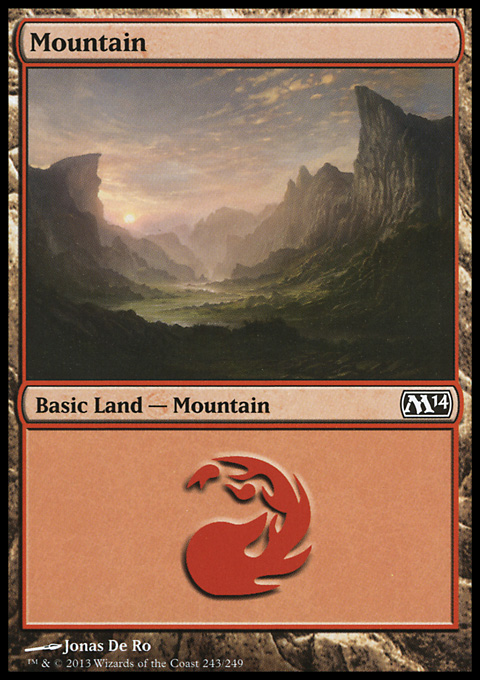 Mountain
Basic Land — Mountain
M14
Jonas De Ro
™ & © 2013 Wizards of the Coast 243/249